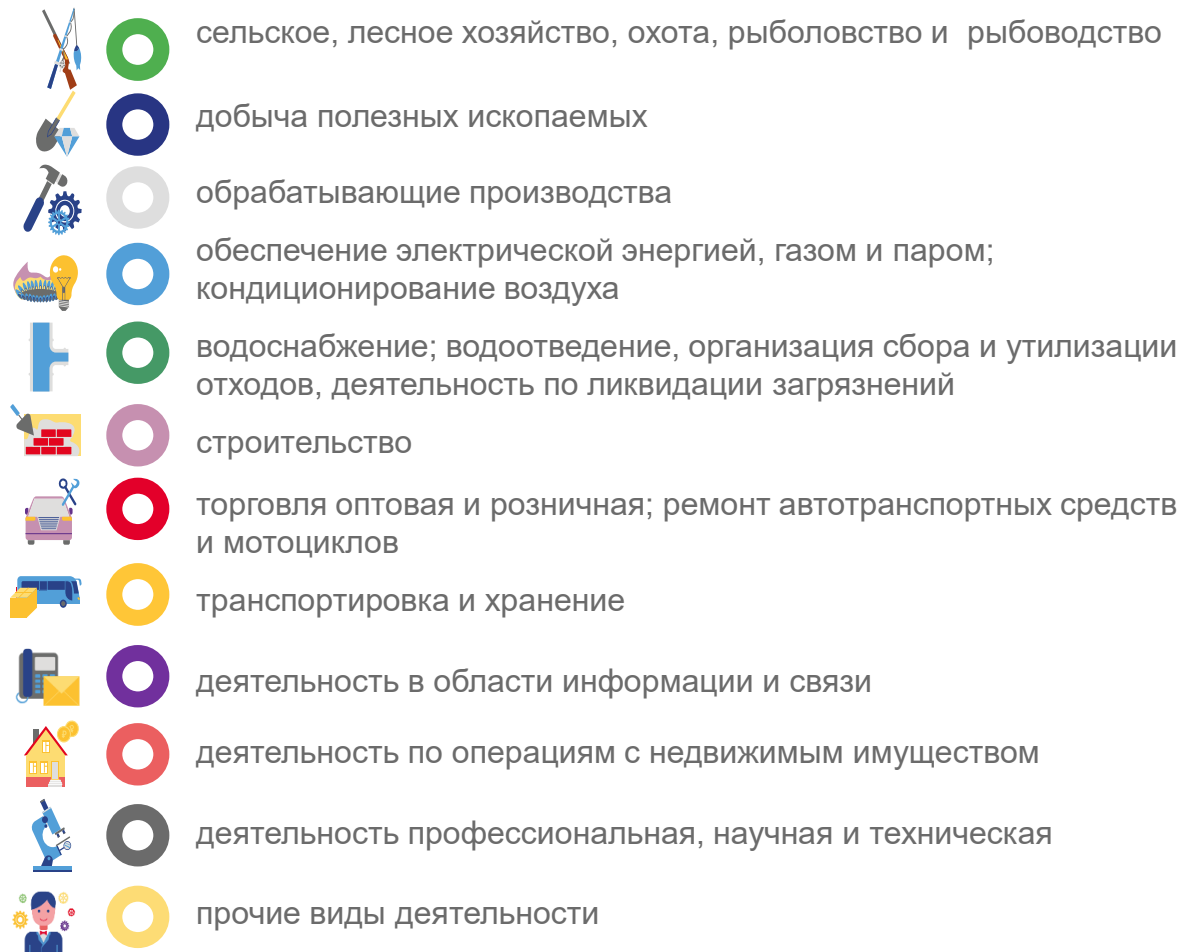 сельское, лесное хозяйство, охота, рыболовство и  рыбоводство
добыча полезных ископаемых
обрабатывающие производства
обеспечение электрической энергией, газом и паром;
кондиционирование воздуха
водоснабжение; водоотведение, организация сбора и утилизации
отходов, деятельность по ликвидации загрязнений
строительство
торговля оптовая и розничная; ремонт автотранспортных средств
и мотоциклов
транспортировка и хранение
деятельность в области информации и связи
деятельность по операциям с недвижимым имуществом
деятельность профессиональная, научная и техническая
прочие виды деятельности